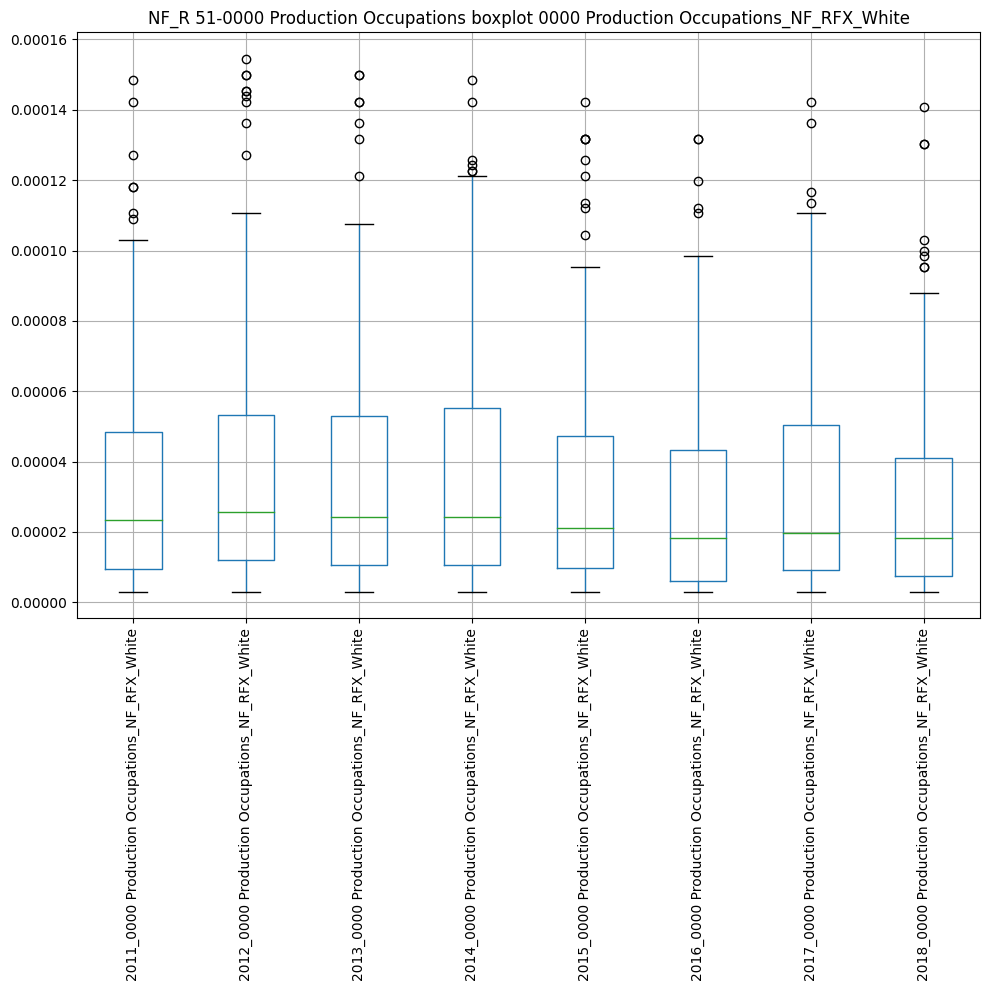 NF_R 51-0000 Production Occupations boxplot 0000 Production Occupations_NF_RFX_White
0.00016
0.00014
0.00012
0.00010
0.00008
0.00006
0.00004
0.00002
0.00000
2011_0000 Production Occupations_NF_RFX_White
2012_0000 Production Occupations_NF_RFX_White
2013_0000 Production Occupations_NF_RFX_White
2014_0000 Production Occupations_NF_RFX_White
2015_0000 Production Occupations_NF_RFX_White
2016_0000 Production Occupations_NF_RFX_White
2017_0000 Production Occupations_NF_RFX_White
2018_0000 Production Occupations_NF_RFX_White